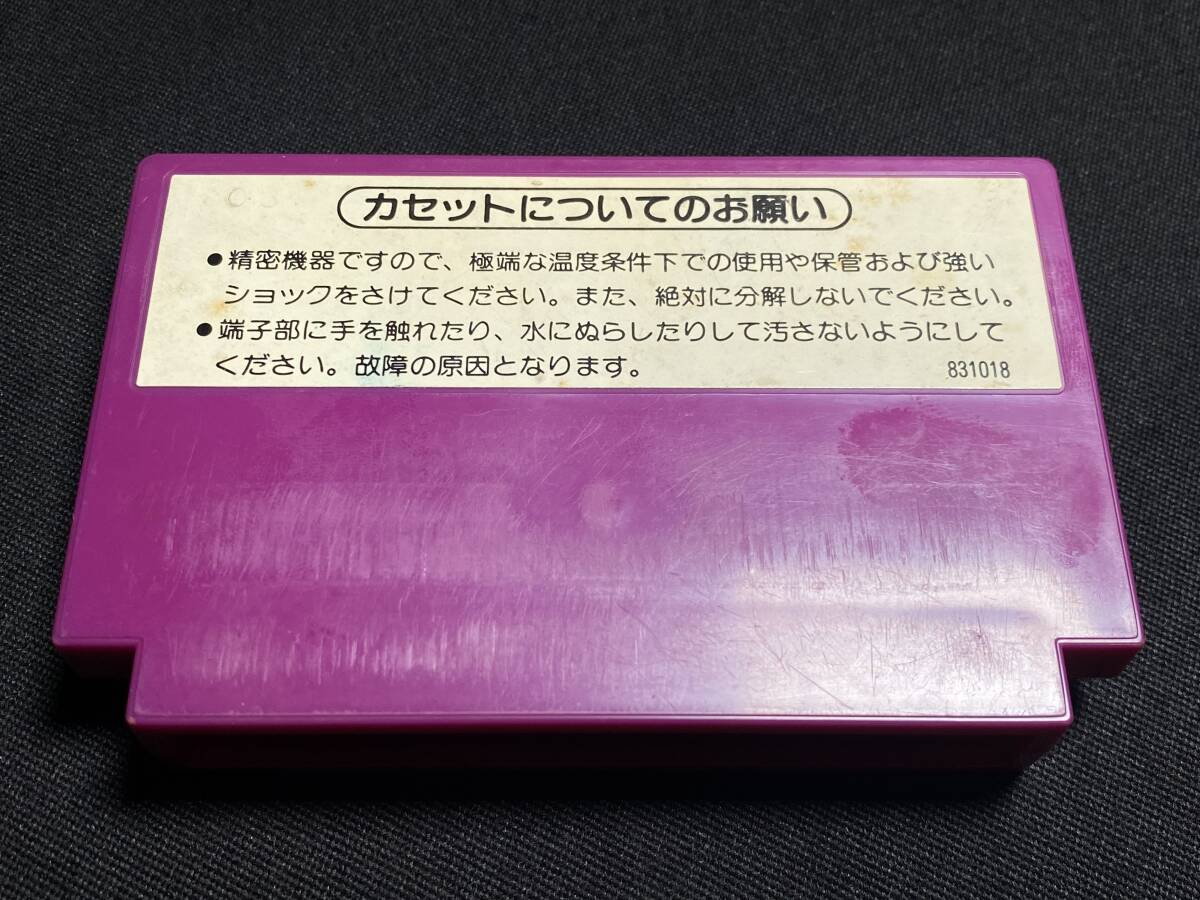 カセットについてのお願い
●精密機器ですので、極端な温度条件下での使用や保管および強い
ショックをさけてください。また、絶対に分解しないでください。
●端子部に手を触れたり、水にぬらしたりして汚さないようにして
ください。故障の原因となります。
831018